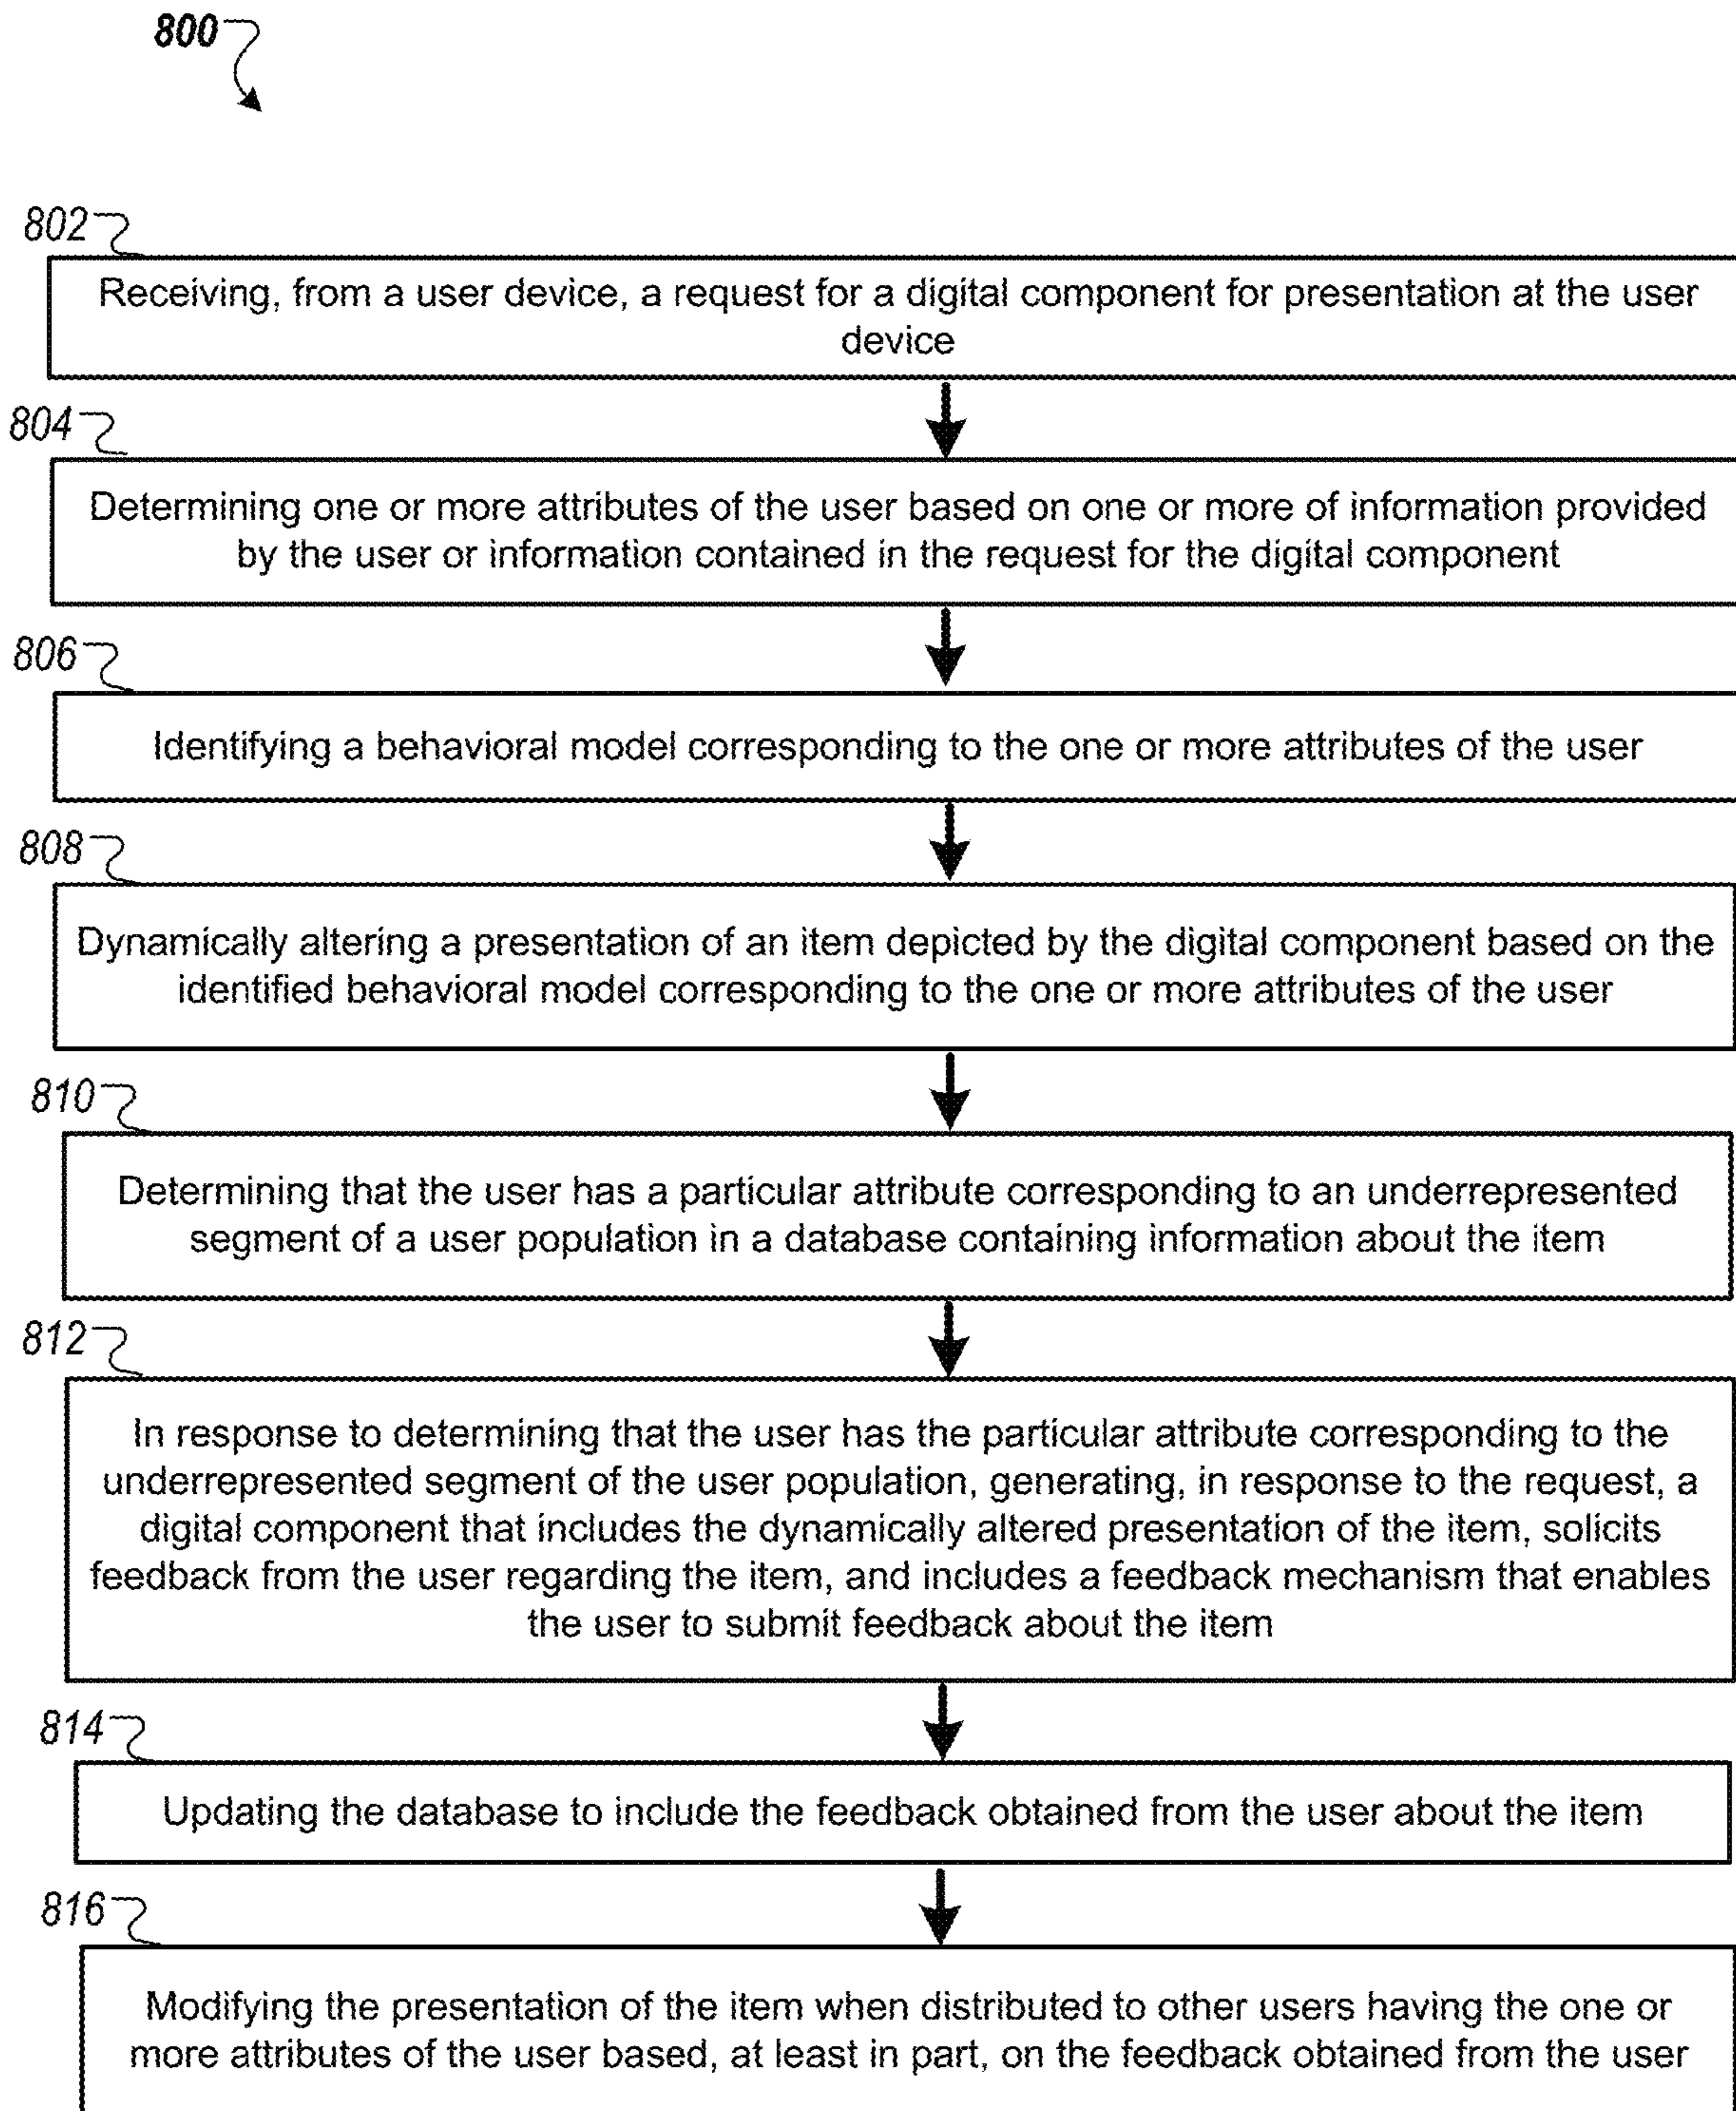 800
802
Receiving, from a user device, a request for a digital component for presentation at the user
device
804
Determining one or more attributes of the user based on one or more of information provided
by the user or information contained in the request for the digital component
806
Identifying a behavioral model corresponding to the one or more attributes of the user
808
Dynamically altering a presentation of an item depicted by the digital component based on the
identified behavioral model corresponding to the one or more attributes of the user
810
Determining that the user has a particular attribute corresponding to an underrepresented
segment of a user population in a database containing information about the item
812
In response to determining that the user has the particular attribute corresponding to the
underrepresented segment of the user population, generating, in response to the request, a
digital component that includes the dynamically altered presentation of the item, solicits
feedback from the user regarding the item, and includes a feedback mechanism that enables
the user to submit feedback about the item
814
Updating the database to include the feedback obtained from the user about the item
816
Modifying the presentation of the item when distributed to other users having the one or
more attributes of the user based, at least in part, on the feedback obtained from the user